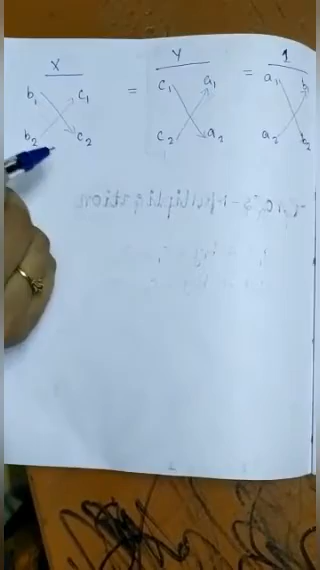 x = y = 1
b₁ c₁ c₁ a₁ a₁ b₁
b₂ c₂ c₂ a₂ a₂ b₂